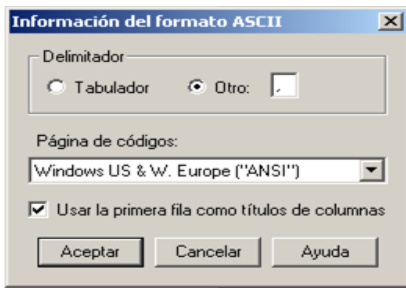 Información del formato ASCII
Delimitador
Tabulador
Otro: ,
Página de códigos:
Windows US & W. Europe ("ANSI")
Usar la primera fila como títulos de columnas
Aceptar Cancelar Ayuda